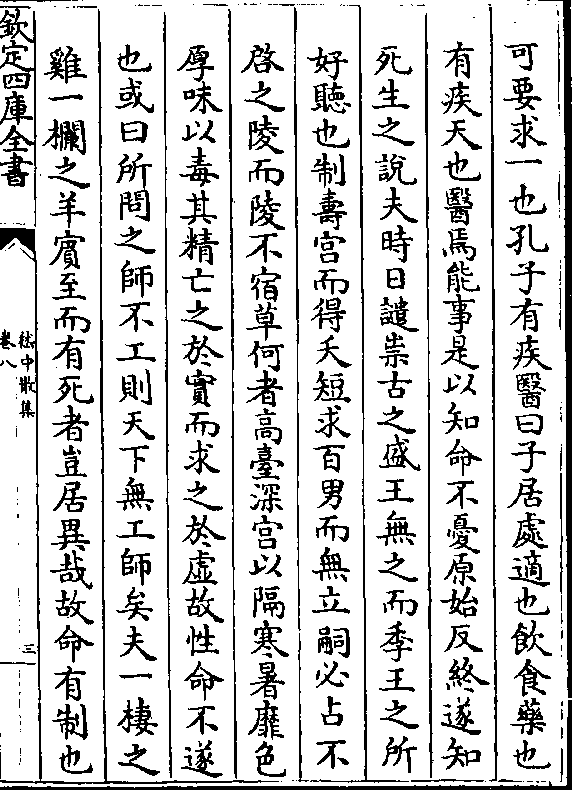 可要求一也孔子有疾醫曰子居處適也飲食藥也
有疾天也醫焉能事是以知命不憂原始反終遂知
死生之說夫時日譴祟古之盛王無之而季王之所
好聽也制壽宮而得夭短求百男而無立嗣必占不
啓之陵而陵不宿草何者高臺深宮以隔寒暑靡色
厚味以毒其精亡之於實而求之於虛故性命不遂
也或曰所問之師不工則天下無工師矣夫一棲之
雞一欄之羊賔至而有死者豈居異哉故命有制也
欽定四庫全書
嵇中散集
卷八
三